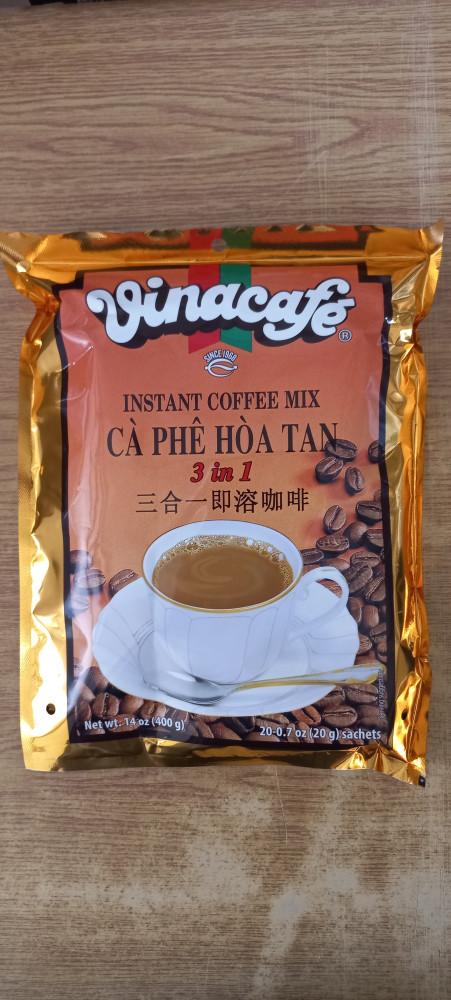 Vinacafé®
SINCE 1968
INSTANT COFFEE MIX
CÀ PHÊ HÒA TAN
3 in 1
三合一即溶咖啡
Net wt. 14 oz (400 g)
20-0.7 oz (20 g) sachets